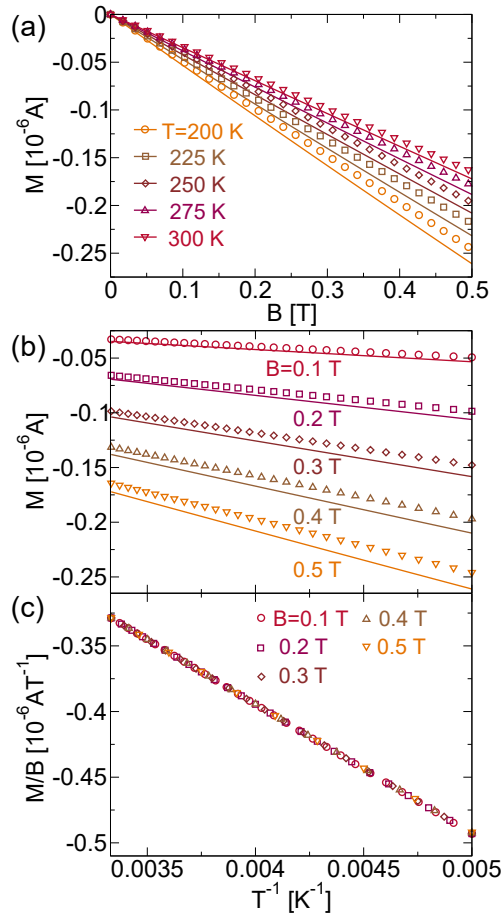 (a)
0
-0.05
-0.1
-0.15
-0.2
-0.25
M [10⁻⁶A]
T=200 K
225 K
250 K
275 K
300 K
0 0.1 0.2 0.3 0.4 0.5
B [T]
(b)
-0.05
-0.1
-0.15
-0.2
-0.25
M [10⁻⁶A]
B=0.1 T
0.2 T
0.3 T
0.4 T
0.5 T
(c)
-0.35
-0.4
-0.45
-0.5
M/B [10⁻⁶AT⁻¹]
B=0.1 T 0.4 T
0.2 T 0.5 T
0.3 T
0.0035 0.004 0.0045 0.005
T⁻¹ [K⁻¹]